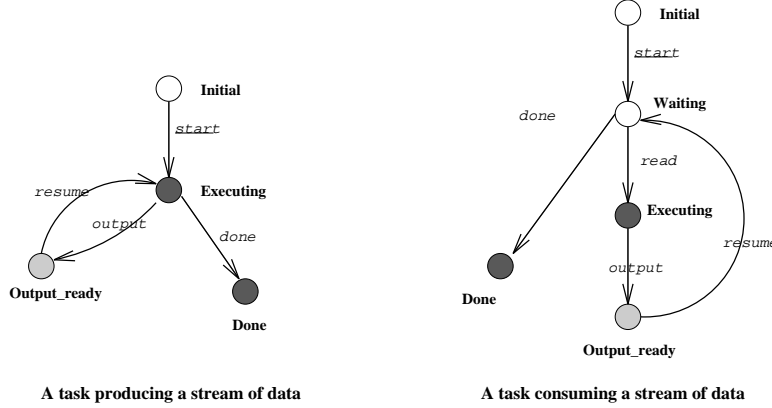 Initial
start
Executing
resume
output
done
Output_ready
Done
A task producing a stream of data
Initial
start
Waiting
done
read
Executing
resume
output
Done
Output_ready
A task consuming a stream of data